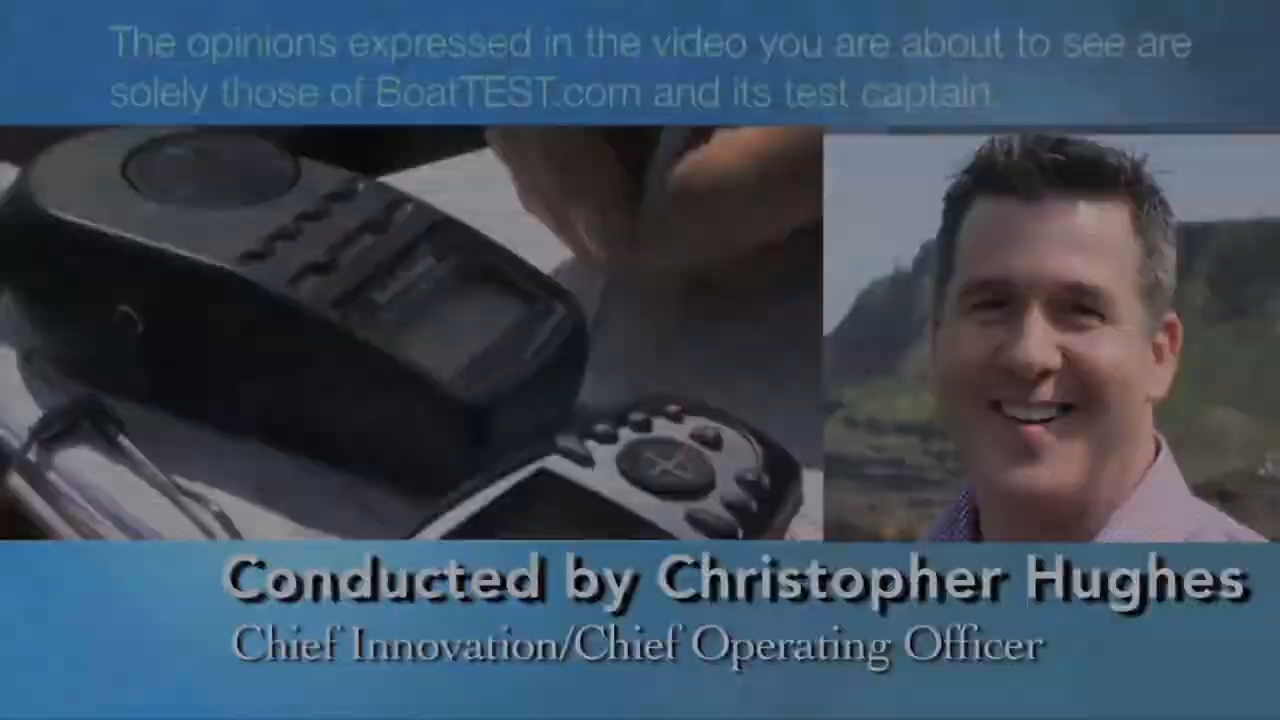 The opinions expressed in the video you are about to see are
solely those of BoatTEST.com and its test captain.
Conducted by Christopher Hughes
Chief Innovation/Chief Operating Officer